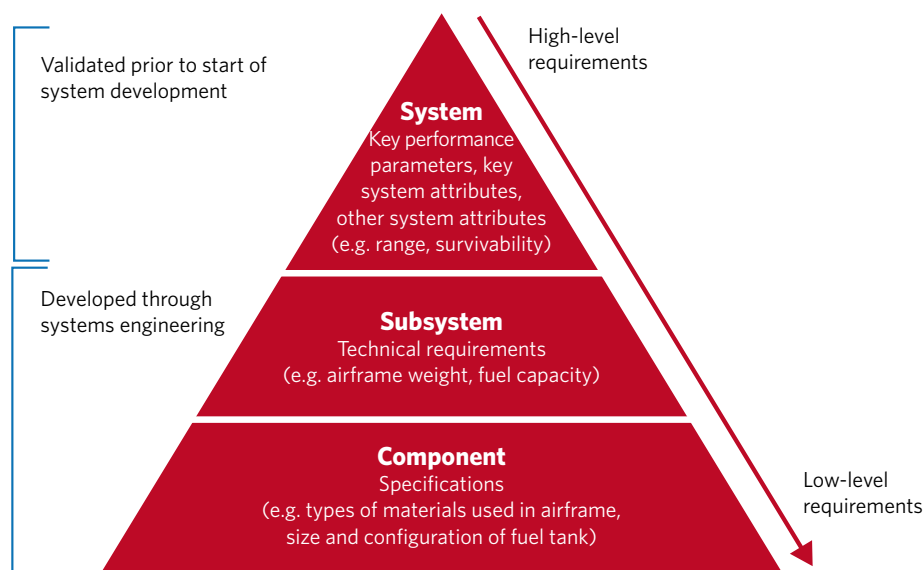 Validated prior to start of
system development
High-level
requirements
System
Key performance
parameters, key
system attributes,
other system attributes
(e.g. range, survivability)
Developed through
systems engineering
Subsystem
Technical requirements
(e.g. airframe weight, fuel capacity)
Component
Specifications
(e.g. types of materials used in airframe,
size and configuration of fuel tank)
Low-level
requirements